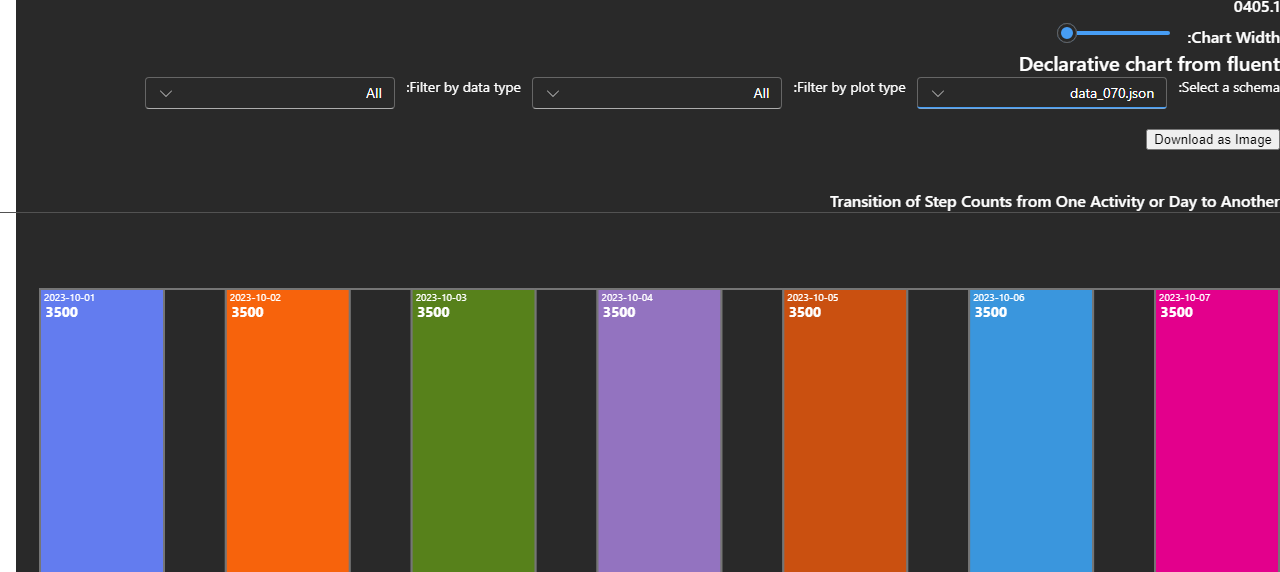 0405.1
:Chart Width
Declarative chart from fluent
:Select a schema
data_070.json
:Filter by plot type
All
:Filter by data type
All
Download as Image
Transition of Step Counts from One Activity or Day to Another
2023-10-01
3500
2023-10-02
3500
2023-10-03
3500
2023-10-04
3500
2023-10-05
3500
2023-10-06
3500
2023-10-07
3500